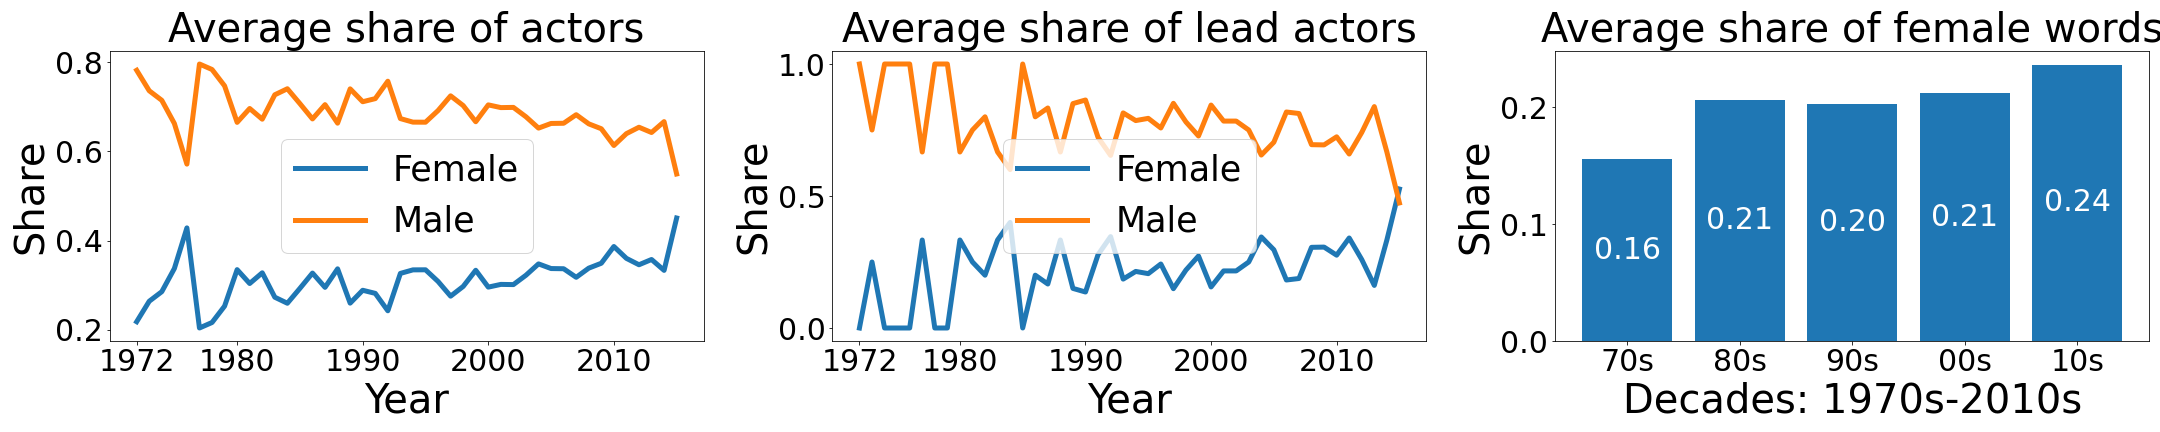 Average share of actors
0.8
0.6
0.4
0.2
Share
Female
Male
1972 1980 1990 2000 2010
Year
Average share of lead actors
1.0
0.5
0.0
Share
Female
Male
1972 1980 1990 2000 2010
Year
Average share of female words
0.2
0.1
0.0
Share
0.16 0.21 0.20 0.21 0.24
70s 80s 90s 00s 10s
Decades: 1970s-2010s